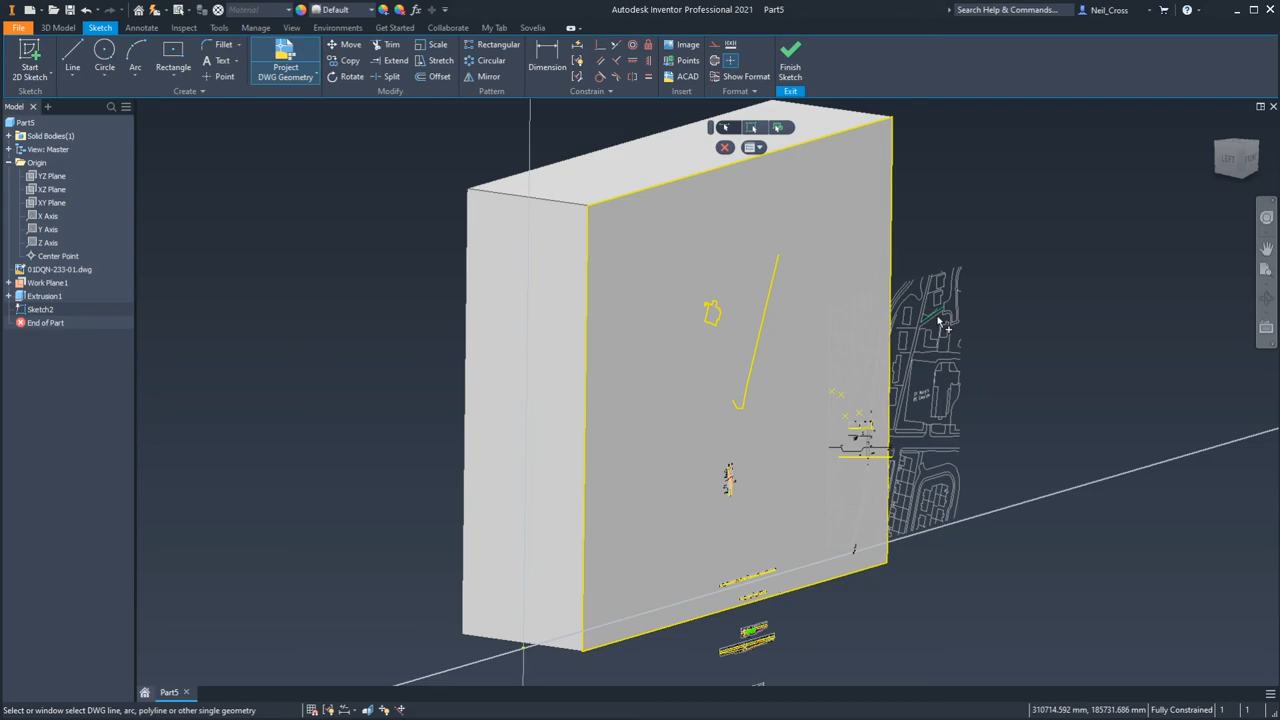 Material
Default
Autodesk Inventor Professional 2021 Part5
Search Help & Commands...
Neil_Cross
File
3D Model
Sketch
Annotate
Inspect
Tools
Manage
View
Environments
Get Started
Collaborate
My Tools
Sovelia
Start
2D Sketch
Line
Circle
Arc
Rectangle
Fillet
Text
Point
Project
DWG Geometry
Move
Copy
Rotate
Trim
Extend
Split
Scale
Stretch
Offset
Rectangular
Circular
Mirror
Dimension
Image
Points
ACAD
Show Format
Finish
Sketch
Sketch
Create
Modify
Pattern
Constrain
Insert
Format
Exit
Model
Part5
Solid Bodies(1)
View: Master
Origin
YZ Plane
XZ Plane
XY Plane
X Axis
Y Axis
Z Axis
Center Point
01DQN-233-01.dwg
Work Plane1
Extrusion1
Sketch2
End of Part
LEFT
Part5
Select or window select DWG line, arc, polyline or other single geometry
310714.592 mm, 185731.686 mm
Fully Constrained
1
1